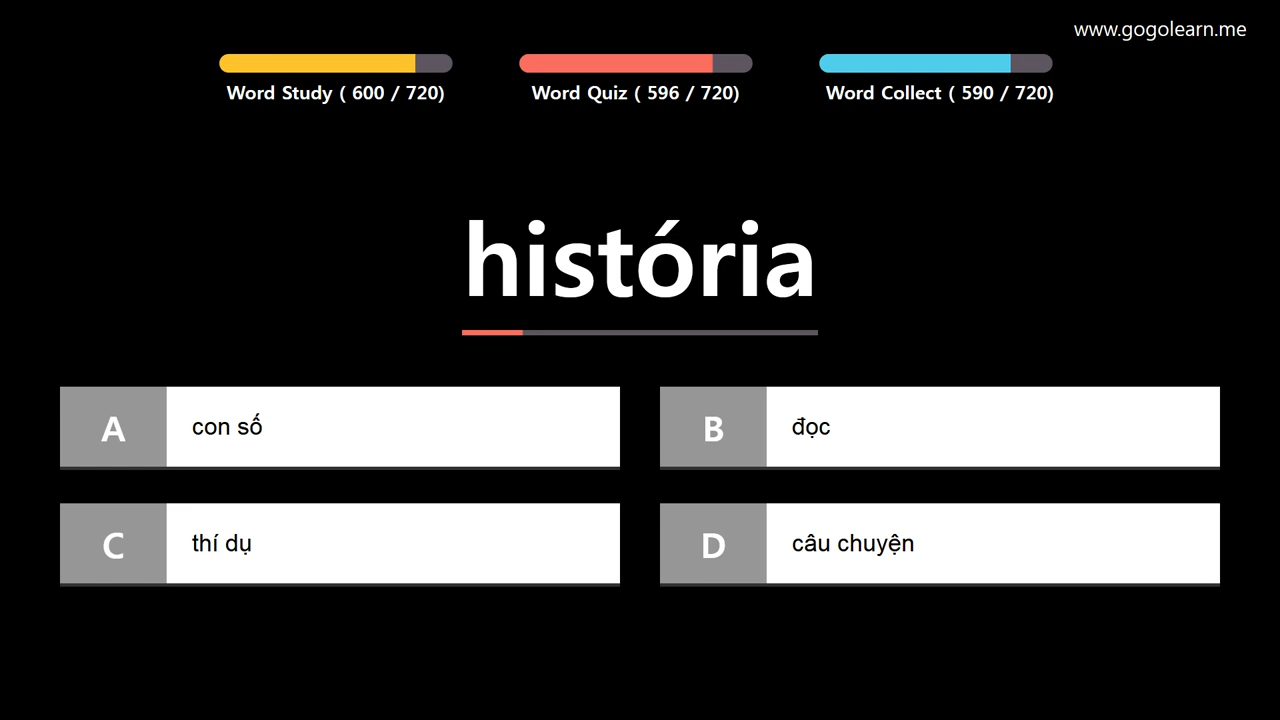 www.gogolearn.me
Word Study ( 600 / 720)
Word Quiz ( 596 / 720)
Word Collect ( 590 / 720)
história
A con số
B đọc
C thí dụ
D câu chuyện